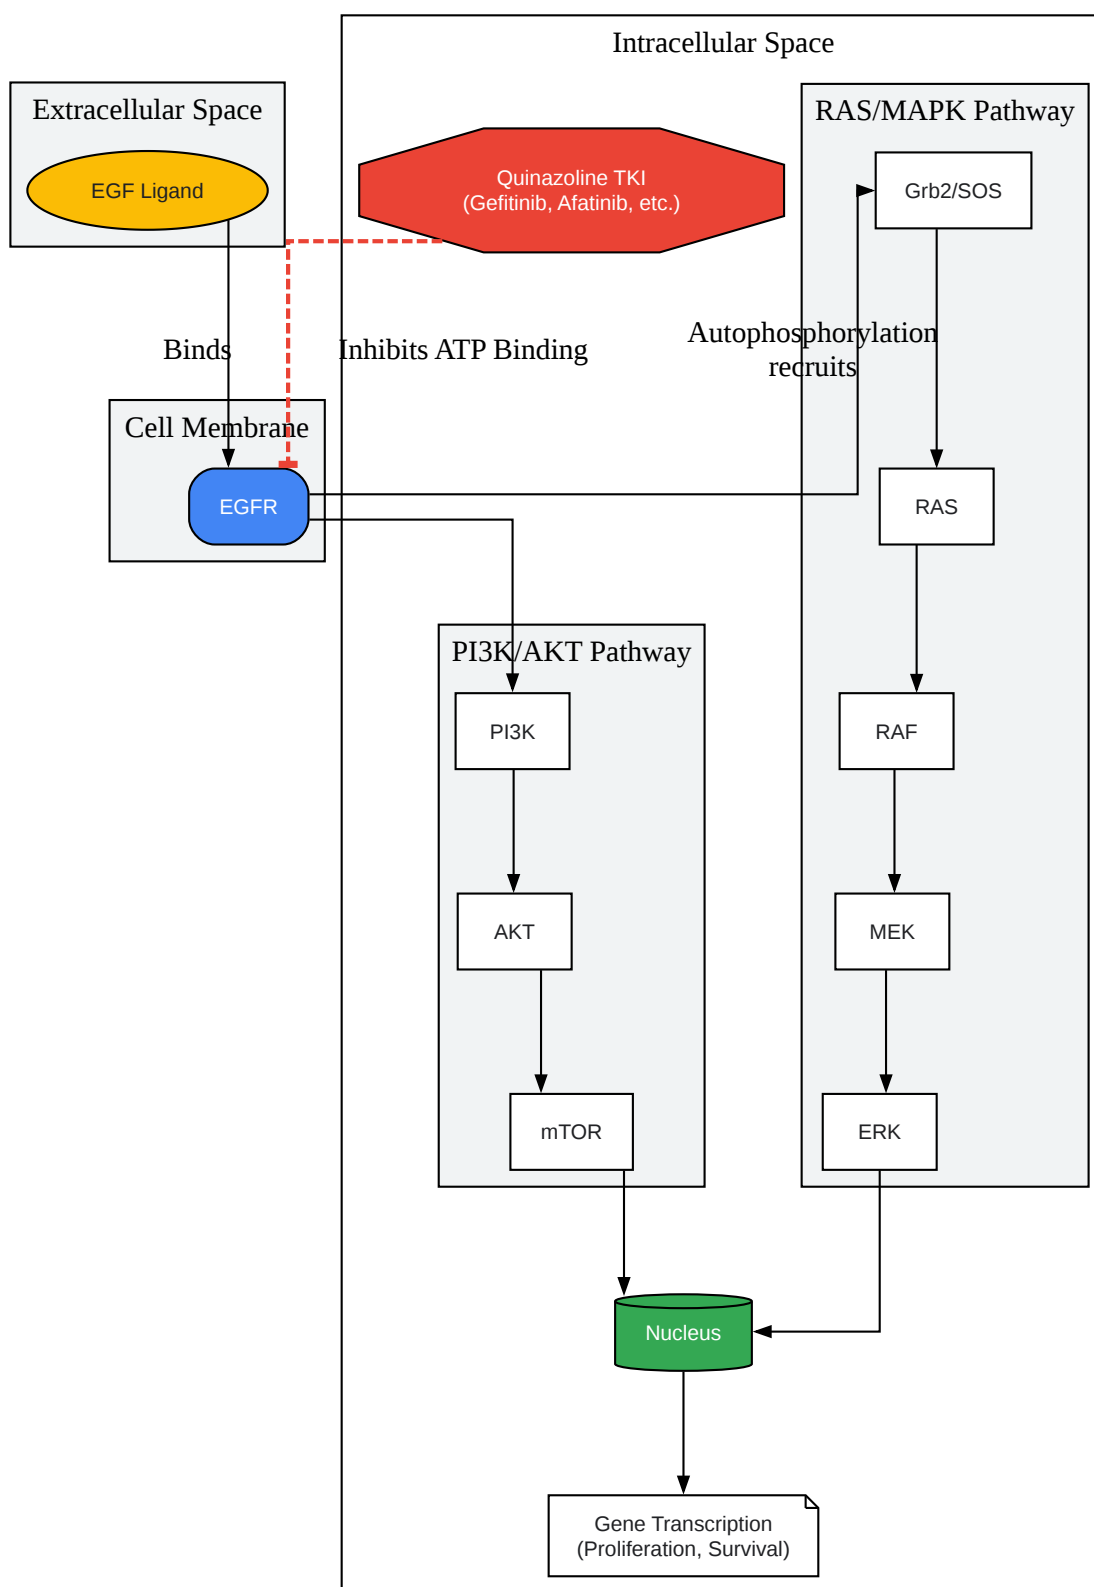 Intracellular Space
Extracellular Space
EGF Ligand
Quinazoline TKI
(Gefitinib, Afatinib, etc.)
RAS/MAPK Pathway
Grb2/SOS
Binds
Inhibits ATP Binding
Autophosphorylation
recruits
Cell Membrane
EGFR
RAS
PI3K/AKT Pathway
PI3K
RAF
AKT
MEK
mTOR
ERK
Nucleus
Gene Transcription
(Proliferation, Survival)